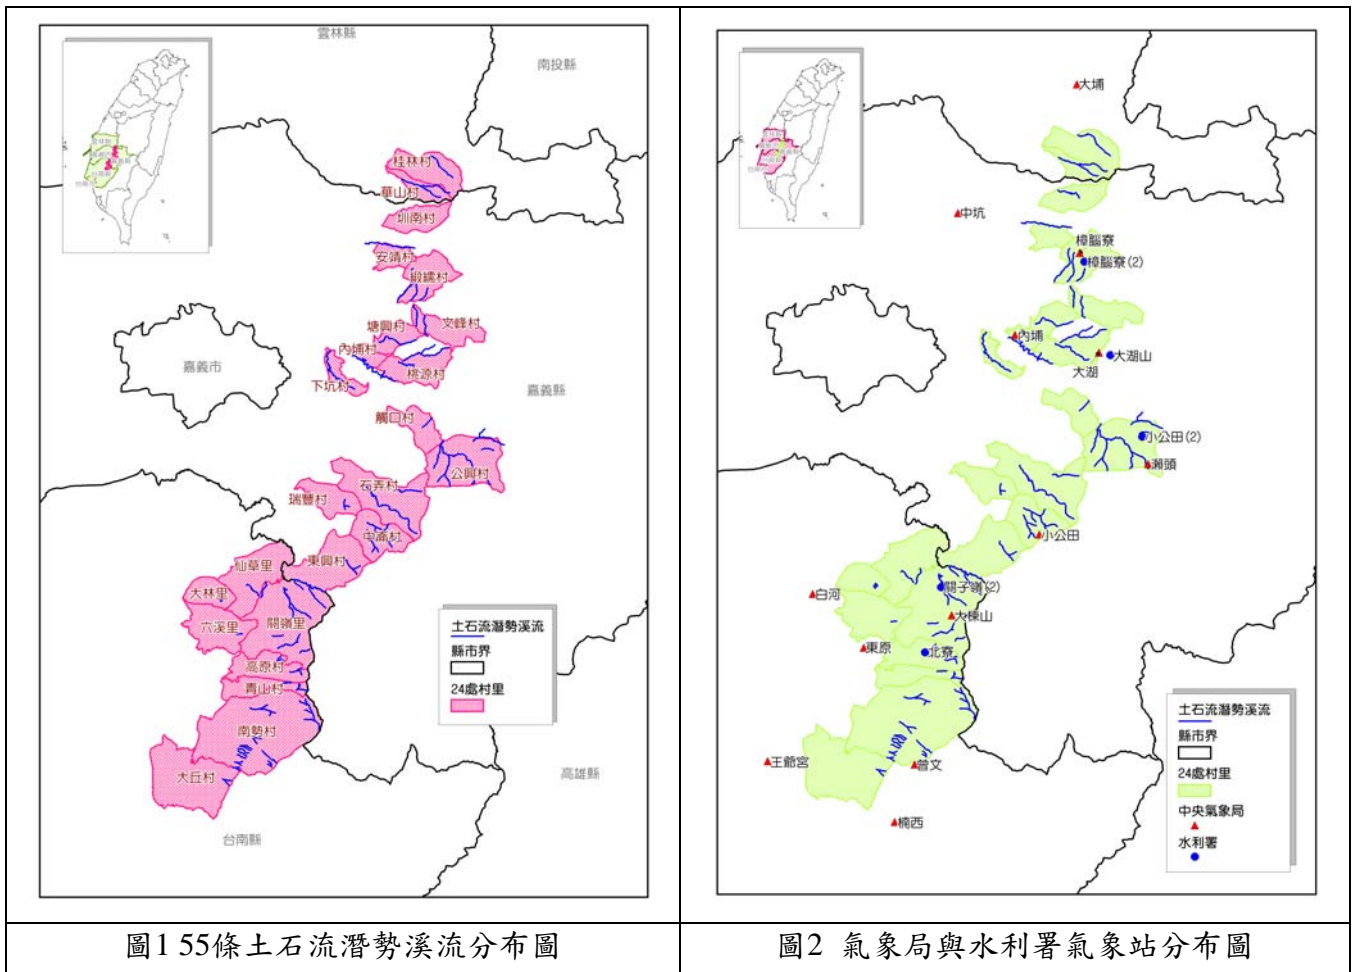 雲林縣
南投縣
桂林村
華山村
圳南村
安靖村
緞繻村
塘興村
文峰村
內埔村
桃源村
下坑村
嘉義市
嘉義縣
觸口村
公興村
石弄村
瑞豐村
中崙村
東興村
仙草里
大林里
六溪里
關嶺里
高原村
青山村
南勢村
大丘村
台南縣
高雄縣
土石流潛勢溪流
縣市界
24處村里
圖1 55條土石流潛勢溪流分布圖
大埔
中坑
樟腦寮
樟腦寮(2)
內埔
大湖山
大湖
小公田(2)
瀨頭
小公田
關子嶺(2)
白河
大棟山
東原
北寮
王爺宮
曾文
楠西
土石流潛勢溪流
縣市界
24處村里
中央氣象局
水利署
圖2 氣象局與水利署氣象站分布圖